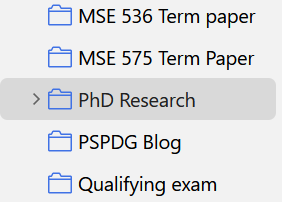 MSE 536 Term paper
MSE 575 Term Paper
PhD Research
PSPDG Blog
Qualifying exam